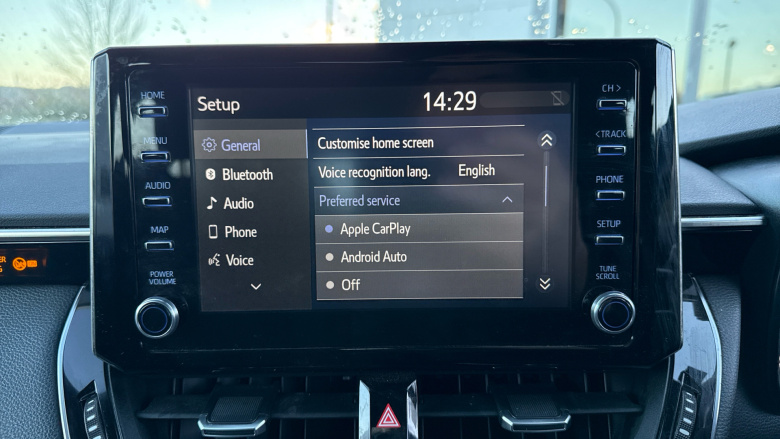 HOME
MENU
AUDIO
MAP
POWER
VOLUME
Setup 14:29
General
Bluetooth
Audio
Phone
Voice
Customise home screen
Voice recognition lang. English
Preferred service
Apple CarPlay
Android Auto
Off
CH >
<TRACK
PHONE
SETUP
TUNE
SCROLL